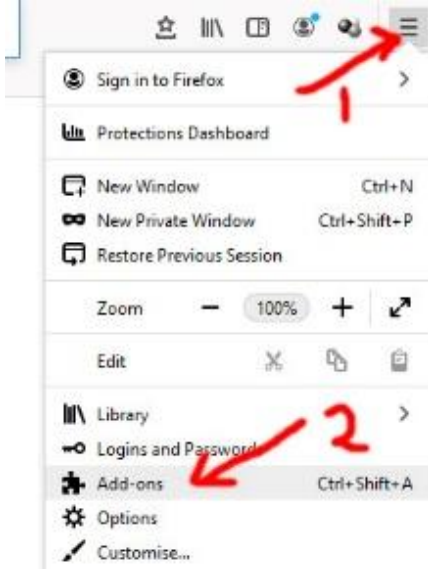 1
Sign in to Firefox
Protections Dashboard
New Window Ctrl+N
New Private Window Ctrl+Shift+P
Restore Previous Session
Zoom − 100% +
Edit
Library
2
Logins and Passwords
Add-ons Ctrl+Shift+A
Options
Customise...